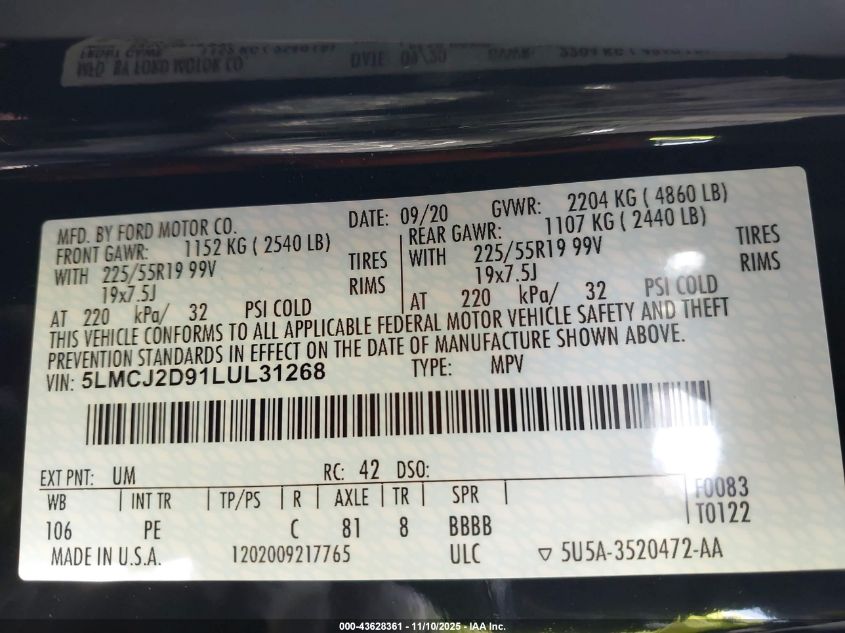 MFD. BY FORD MOTOR CO. DATE: 09/20 GVWR: 2204 KG ( 4860 LB)
FRONT GAWR: 1152 KG ( 2540 LB) REAR GAWR: 1107 KG ( 2440 LB)
WITH 225/55R19 99V TIRES WITH 225/55R19 99V TIRES
19x7.5J RIMS 19x7.5J RIMS
AT 220 kPa/ 32 PSI COLD AT 220 kPa/ 32 PSI COLD
THIS VEHICLE CONFORMS TO ALL APPLICABLE FEDERAL MOTOR VEHICLE SAFETY AND THEFT
PREVENTION STANDARDS IN EFFECT ON THE DATE OF MANUFACTURE SHOWN ABOVE.
VIN: 5LMCJ2D91LUL31268 TYPE: MPV
EXT PNT: UM RC: 42 DSO:
WB INT TR TP/PS R AXLE TR SPR F0083
106 PE C 81 8 BBBB T0122
MADE IN U.S.A. 1202009217765 ULC ▽ 5U5A-3520472-AA
000-43628361 - 11/10/2025 - IAA Inc.